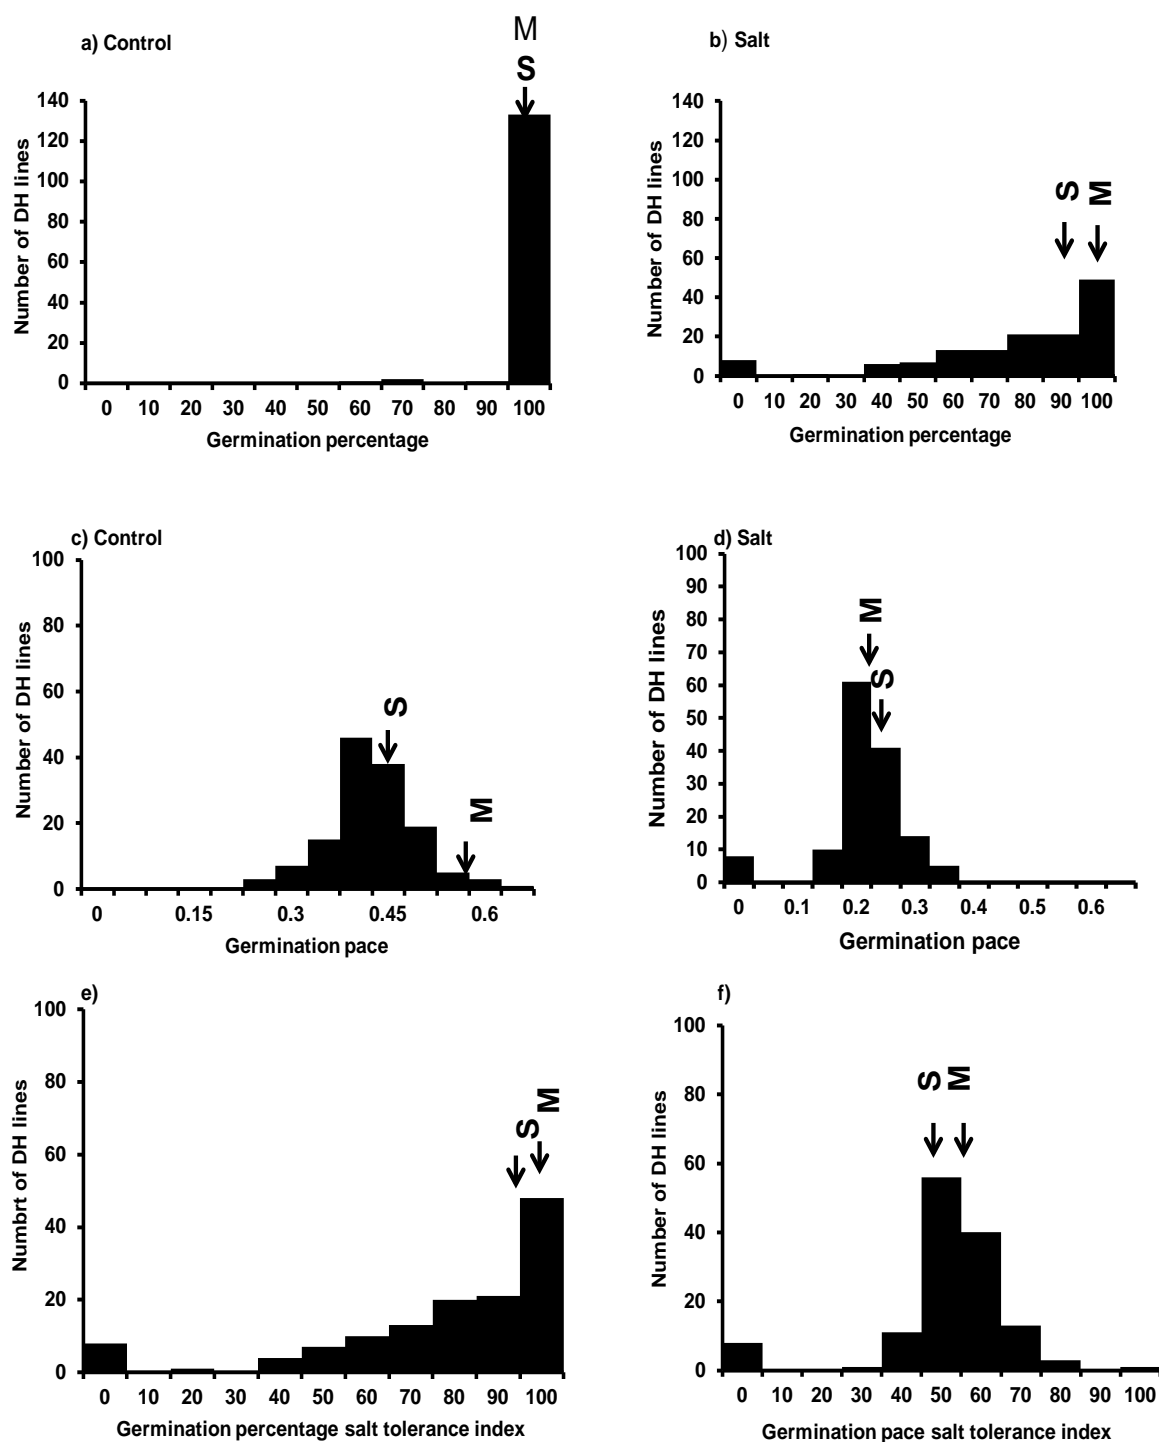 a) Control
M
S
140
120
100
80
60
40
20
0
Number of DH lines
0 10 20 30 40 50 60 70 80 90 100
Germination percentage
b) Salt
S M
140
120
100
80
60
40
20
0
Number of DH lines
0 10 20 30 40 50 60 70 80 90 100
Germination percentage
c) Control
100
80
60
40
20
0
Number of DH lines
S
M
0 0.15 0.3 0.45 0.6
Germination pace
d) Salt
100
90
80
70
60
50
40
30
20
10
0
Number of DH lines
M
S
0 0.1 0.2 0.3 0.4 0.5 0.6
Germination pace
e)
100
80
60
40
20
0
Numbrt of DH lines
M
S
0 10 20 30 40 50 60 70 80 90 100
Germination percentage salt tolerance index
f)
100
80
60
40
20
0
Number of DH lines
S M
0 10 20 30 40 50 60 70 80 90 100
Germination pace salt tolerance index